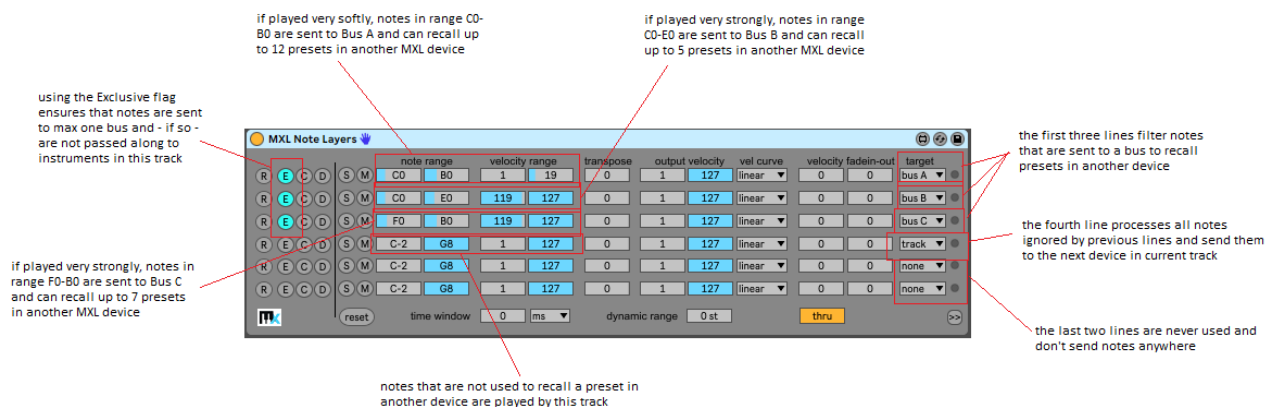 if played very softly, notes in range C0-
B0 are sent to Bus A and can recall up
to 12 presets in another MXL device
if played very strongly, notes in range
C0-E0 are sent to Bus B and can recall
up to 5 presets in another MXL device
using the Exclusive flag
ensures that notes are sent
to max one bus and - if so -
are not passed along to
instruments in this track
MXL Note Layers
note range velocity range transpose output velocity vel curve velocity fadein-out target
R E C D S M C0 B0 1 19 0 1 127 linear 0 0 bus A
R E C D S M C0 E0 119 127 0 1 127 linear 0 0 bus B
R E C D S M F0 B0 119 127 0 1 127 linear 0 0 bus C
R E C D S M C-2 G8 1 127 0 1 127 linear 0 0 track
R E C D S M C-2 G8 1 127 0 1 127 linear 0 0 none
R E C D S M C-2 G8 1 127 0 1 127 linear 0 0 none
Mx reset time window 0 ms dynamic range 0 st thru >>
the first three lines filter notes
that are sent to a bus to recall
presets in another device
the fourth line processes all notes
ignored by previous lines and send them
to the next device in current track
if played very strongly, notes in
range F0-B0 are sent to Bus C
and can recall up to 7 presets
in another MXL device
the last two lines are never used and
don't send notes anywhere
notes that are not used to recall a preset in
another device are played by this track